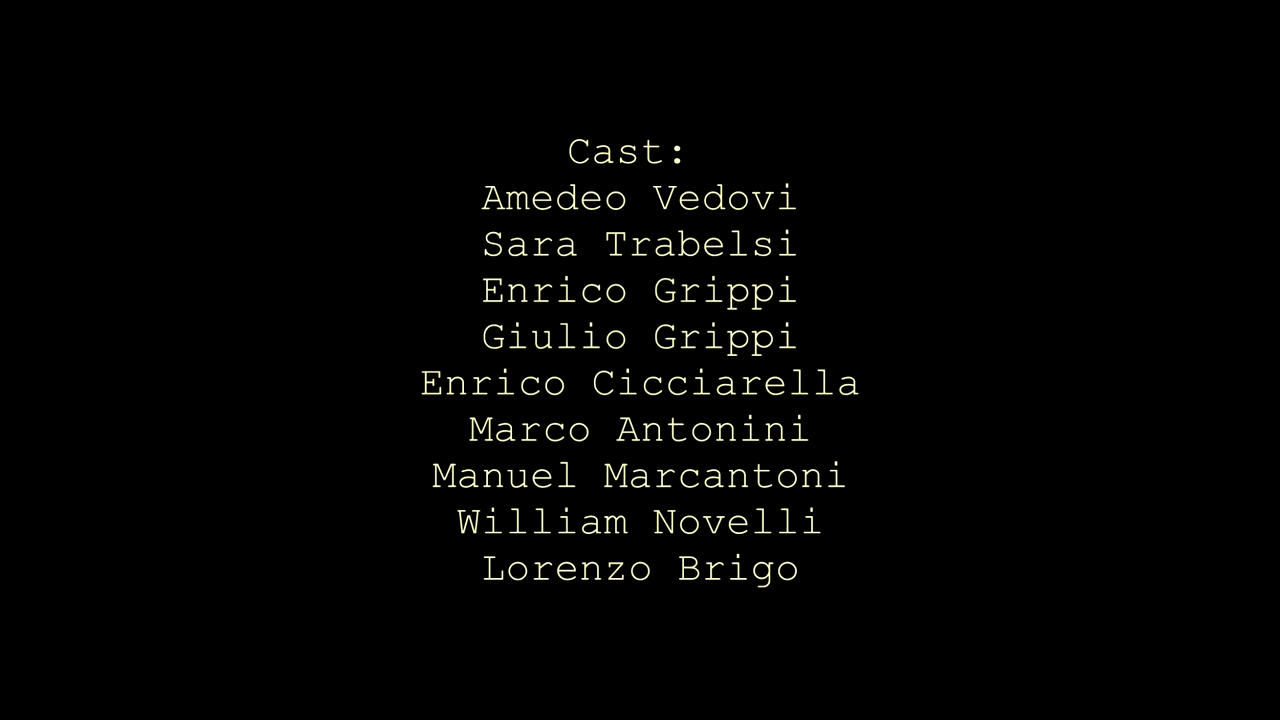 Cast:
Amedeo Vedovi
Sara Trabelsi
Enrico Grippi
Giulio Grippi
Enrico Cicciarella
Marco Antonini
Manuel Marcantoni
William Novelli
Lorenzo Brigo